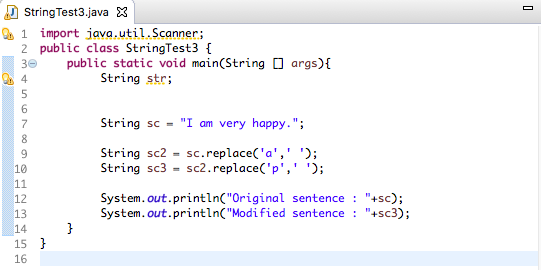 StringTest3.java
1 import java.util.Scanner;
2 public class StringTest3 {
3 public static void main(String [] args){
4 String str;
5
6
7 String sc = "I am very happy.";
8
9 String sc2 = sc.replace('a',' ');
10 String sc3 = sc2.replace('p',' ');
11
12 System.out.println("Original sentence : "+sc);
13 System.out.println("Modified sentence : "+sc3);
14 }
15 }
16